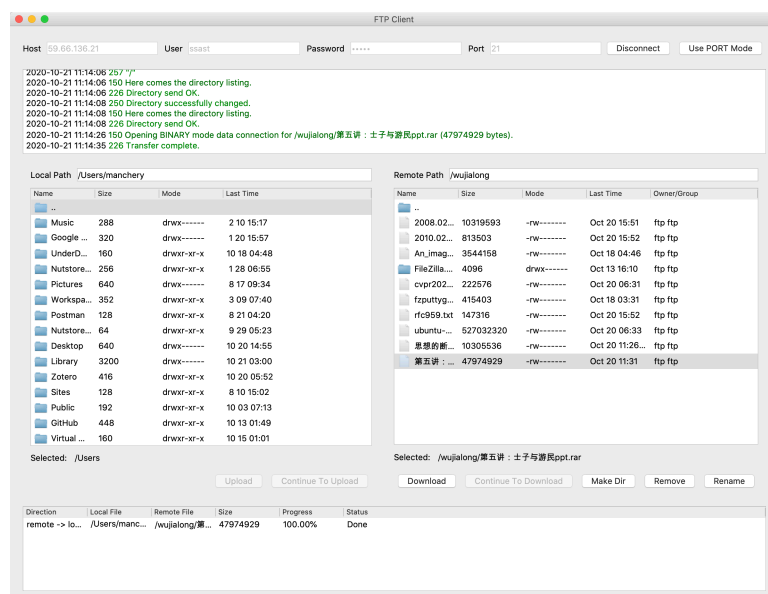 FTP Client
Host 59.66.136.21 User ssast Password ••••• Port 21 Disconnect Use PORT Mode
2020-10-21 11:14:06 257 "/"
2020-10-21 11:14:06 150 Here comes the directory listing.
2020-10-21 11:14:06 226 Directory send OK.
2020-10-21 11:14:08 250 Directory successfully changed.
2020-10-21 11:14:08 150 Here comes the directory listing.
2020-10-21 11:14:08 226 Directory send OK.
2020-10-21 11:14:26 150 Opening BINARY mode data connection for /wujialong/第五讲：士子与游民ppt.rar (47974929 bytes).
2020-10-21 11:14:35 226 Transfer complete.
Local Path /Users/manchery
Name Size Mode Last Time
..
Music 288 drwx------ 2 10 15:17
Google ... 320 drwx------ 1 20 15:57
UnderD... 160 drwxr-xr-x 10 18 04:48
Nutstore... 256 drwxr-xr-x 1 28 06:55
Pictures 640 drwx------ 8 17 09:34
Workspa... 352 drwxr-xr-x 3 09 07:40
Postman 128 drwxr-xr-x 8 21 04:20
Nutstore... 64 drwxr-xr-x 9 29 05:23
Desktop 640 drwx------ 10 20 14:55
Library 3200 drwx------ 10 21 03:00
Zotero 416 drwxr-xr-x 10 20 05:52
Sites 128 drwxr-xr-x 8 10 15:02
Public 192 drwxr-xr-x 10 03 07:13
GitHub 448 drwxr-xr-x 10 13 01:49
Virtual ... 160 drwxr-xr-x 10 15 01:01
Selected: /Users
Upload Continue To Upload
Remote Path /wujialong
Name Size Mode Last Time Owner/Group
..
2008.02... 10319593 -rw------- Oct 20 15:51 ftp ftp
2010.02... 813503 -rw------- Oct 20 15:52 ftp ftp
An_imag... 3544158 -rw------- Oct 18 04:46 ftp ftp
FileZilla.... 4096 drwx------ Oct 13 16:10 ftp ftp
cvpr202... 222576 -rw------- Oct 20 06:31 ftp ftp
fzputtyg... 415403 -rw------- Oct 18 03:31 ftp ftp
rfc959.txt 147316 -rw------- Oct 20 15:52 ftp ftp
ubuntu-... 527032320 -rw------- Oct 20 06:33 ftp ftp
思想的断... 10305536 -rw------- Oct 20 11:26... ftp ftp
第五讲：... 47974929 -rw------- Oct 20 11:31 ftp ftp
Selected: /wujialong/第五讲：士子与游民ppt.rar
Download Continue To Download Make Dir Remove Rename
Direction Local File Remote File Size Progress Status
remote -> lo... /Users/manc... /wujialong/第... 47974929 100.00% Done